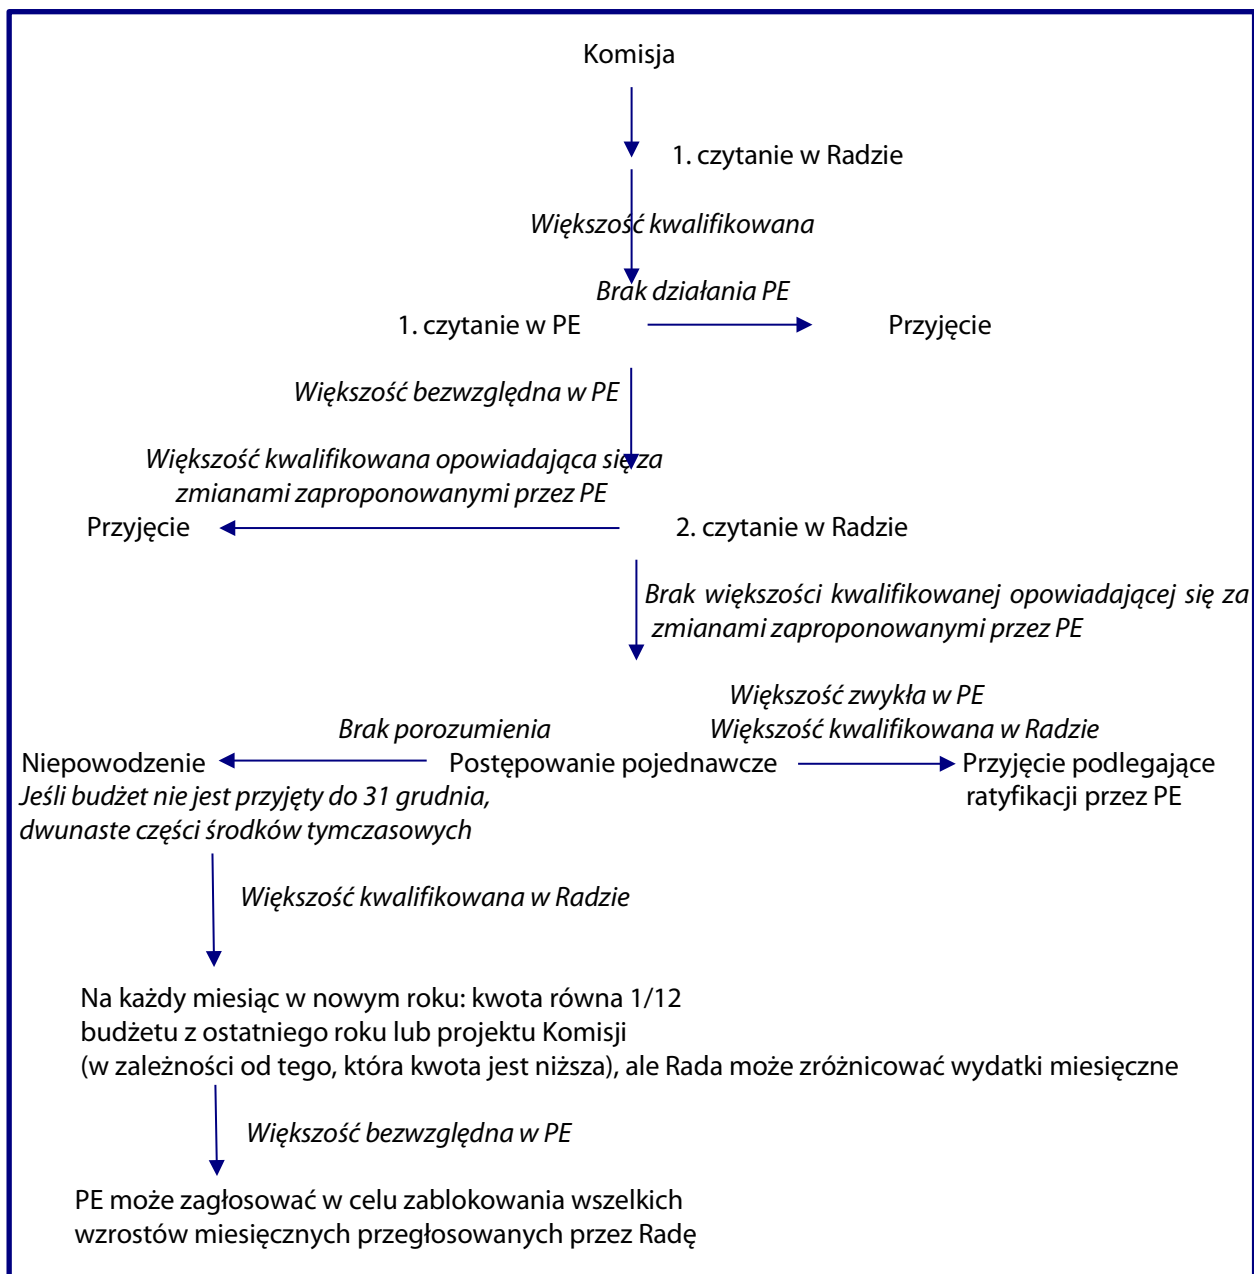 Komisja
1. czytanie w Radzie
Większość kwalifikowana
Brak działania PE
1. czytanie w PE
Przyjęcie
Większość bezwzględna w PE
Większość kwalifikowana opowiadająca się za
zmianami zaproponowanymi przez PE
Przyjęcie
2. czytanie w Radzie
Brak większości kwalifikowanej opowiadającej się za
zmianami zaproponowanymi przez PE
Większość zwykła w PE
Brak porozumienia
Większość kwalifikowana w Radzie
Niepowodzenie
Postępowanie pojednawcze
Przyjęcie podlegające
ratyfikacji przez PE
Jeśli budżet nie jest przyjęty do 31 grudnia,
dwunaste części środków tymczasowych
Większość kwalifikowana w Radzie
Na każdy miesiąc w nowym roku: kwota równa 1/12
budżetu z ostatniego roku lub projektu Komisji
(w zależności od tego, która kwota jest niższa), ale Rada może zróżnicować wydatki miesięczne
Większość bezwzględna w PE
PE może zagłosować w celu zablokowania wszelkich
wzrostów miesięcznych przegłosowanych przez Radę